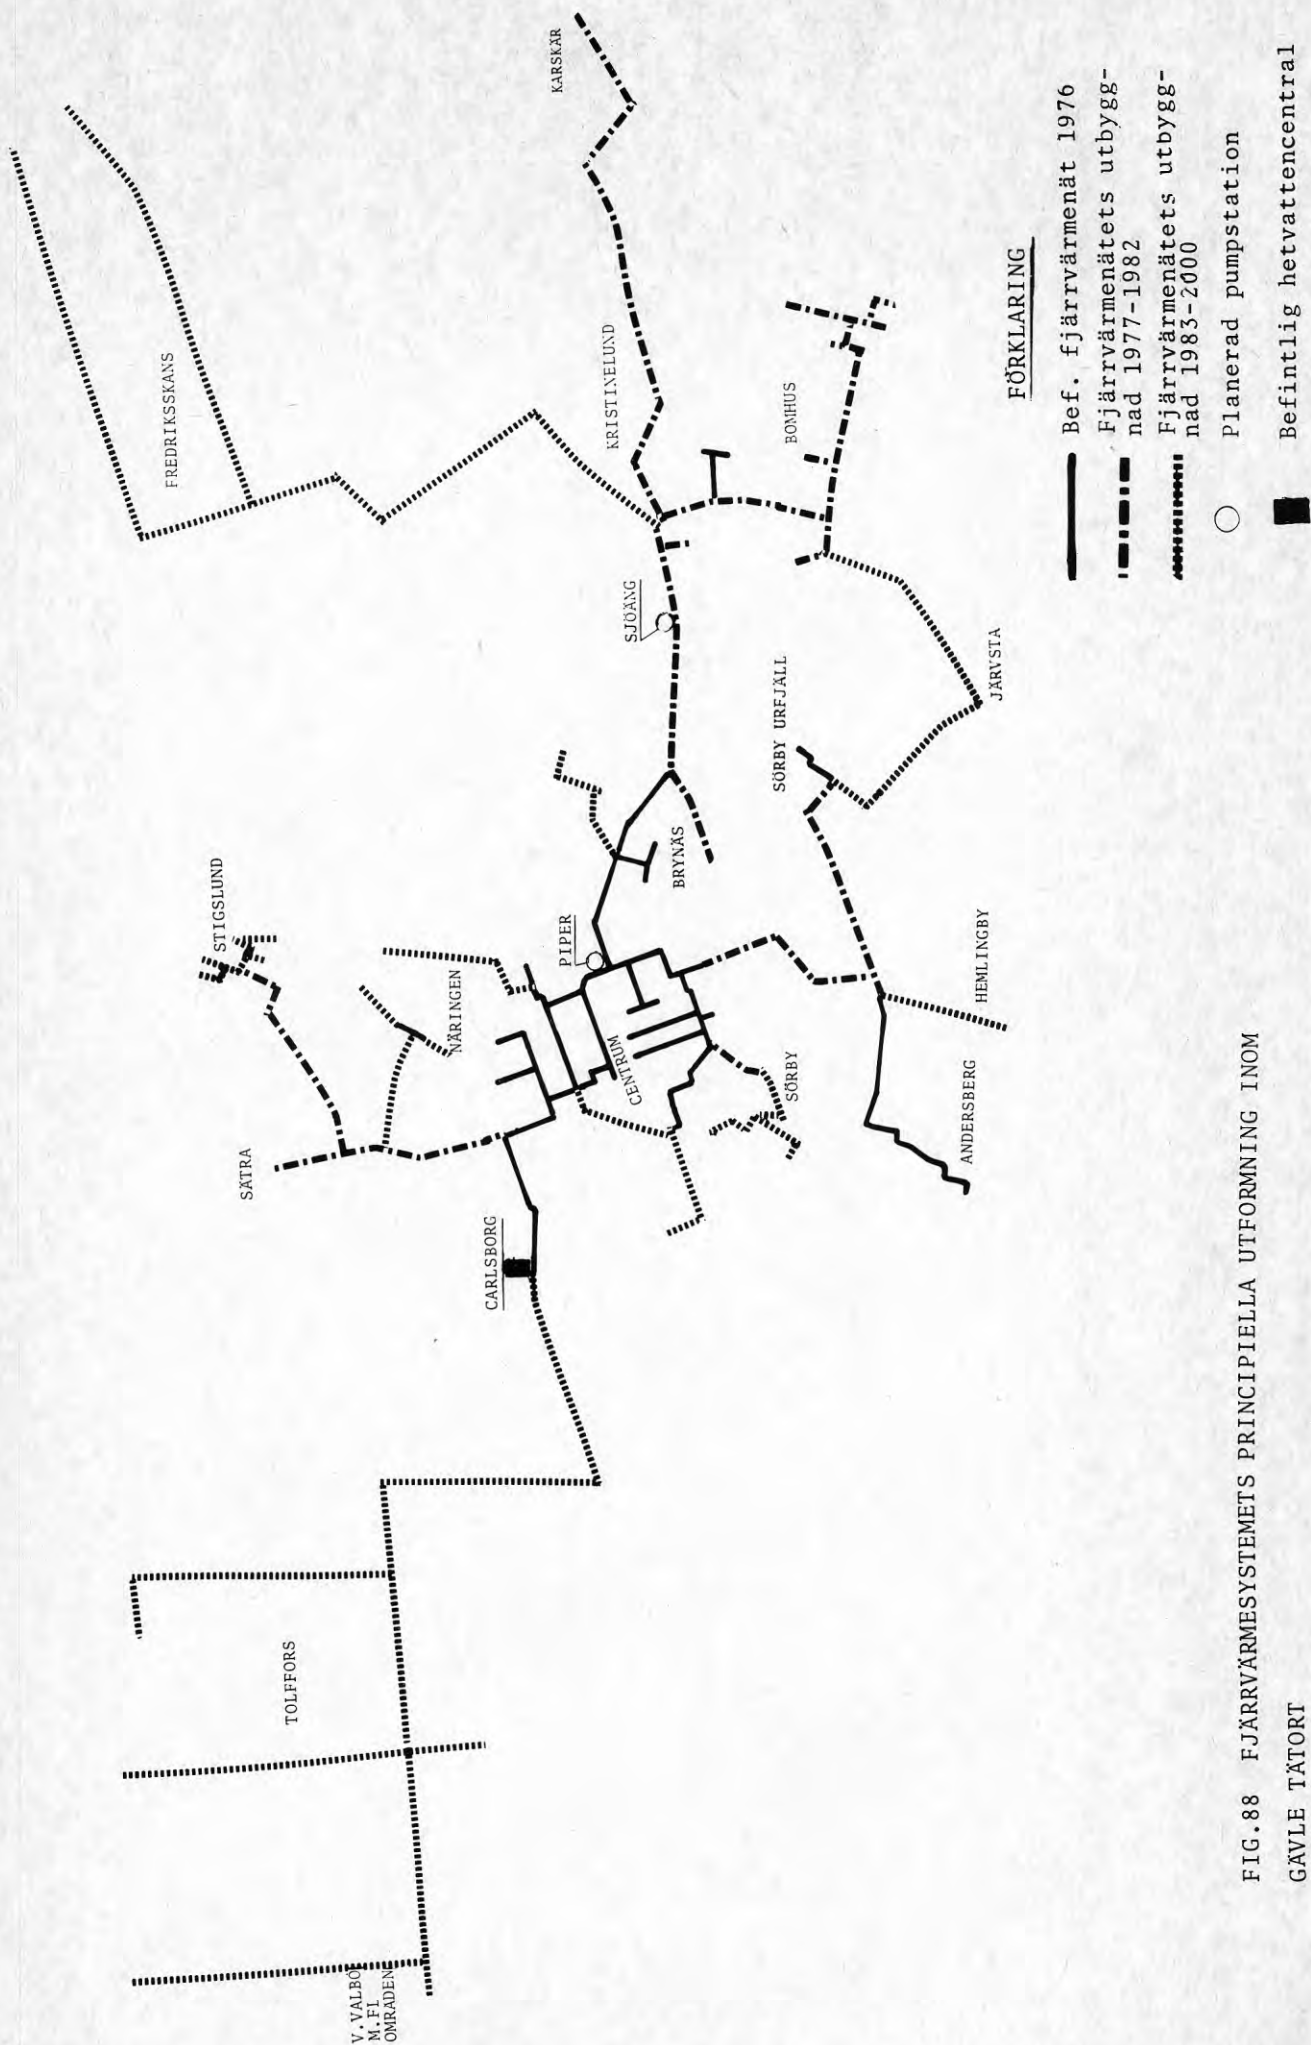 KARSKÄR
FREDRIKSSKANS
KRISTINELUND
BOMHUS
SJÖÄNG
JÄRVSTA
SÖRBY URFJÄLL
STIGSLUND
BRYNÄS
PIPER
NÄRINGEN
HEMLINGBY
CENTRUM
SÖRBY
ANDERSBERG
SÄTRA
CARLSBORG
TOLFFORS
V.VALBO
M.FL
OMRADEN
FÖRKLARING
Bef. fjärrvärmenät 1976
Fjärrvärmenätets utbygg-
nad 1977-1982
Fjärrvärmenätets utbygg-
nad 1983-2000
Planerad pumpstation
Befintlig hetvattencentral
FIG.88 FJÄRRVÄRMESYSTEMETS PRINCIPIELLA UTFORMNING INOM
GÄVLE TÄTORT